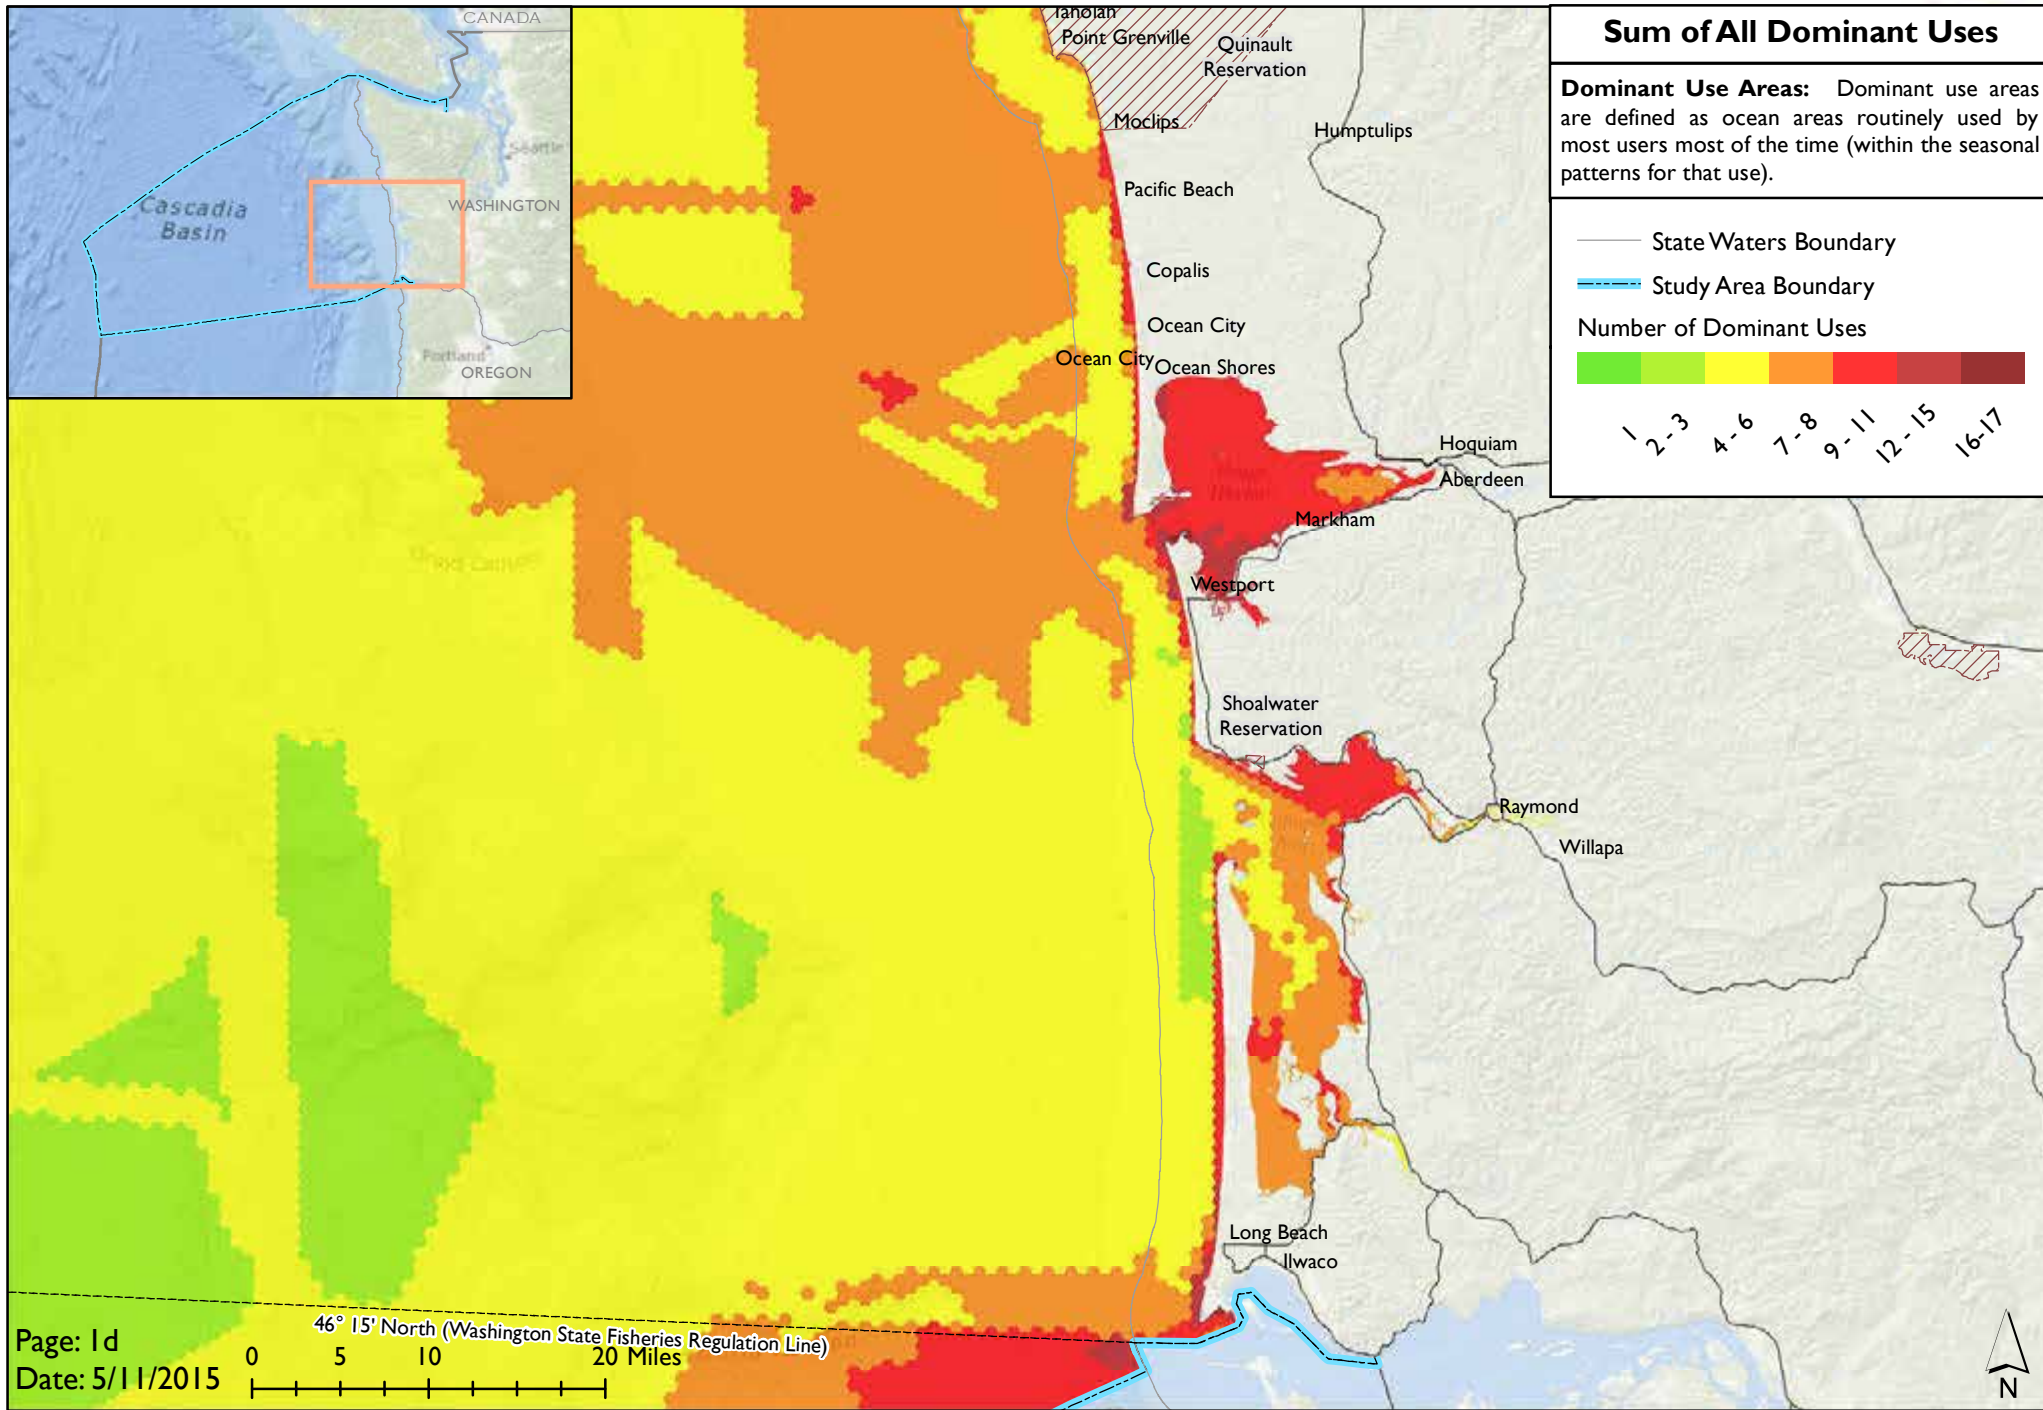 CANADA
Seattle
Cascadia
Basin
WASHINGTON
Portland
OREGON
Taholah
Point Grenville
Quinault
Reservation
Moclips
Humptulips
Pacific Beach
Copalis
Ocean City
Ocean City
Ocean Shores
Hoquiam
Aberdeen
Markham
Westport
Shoalwater
Reservation
Raymond
Willapa
Long Beach
Ilwaco
Sum of All Dominant Uses
Dominant Use Areas: Dominant use areas
are defined as ocean areas routinely used by
most users most of the time (within the seasonal
patterns for that use).
State Waters Boundary
Study Area Boundary
Number of Dominant Uses
1
2 - 3
4 - 6
7 - 8
9 - 11
12 - 15
16-17
46° 15' North (Washington State Fisheries Regulation Line)
Page: 1d
Date: 5/11/2015
0 5 10 20 Miles
N